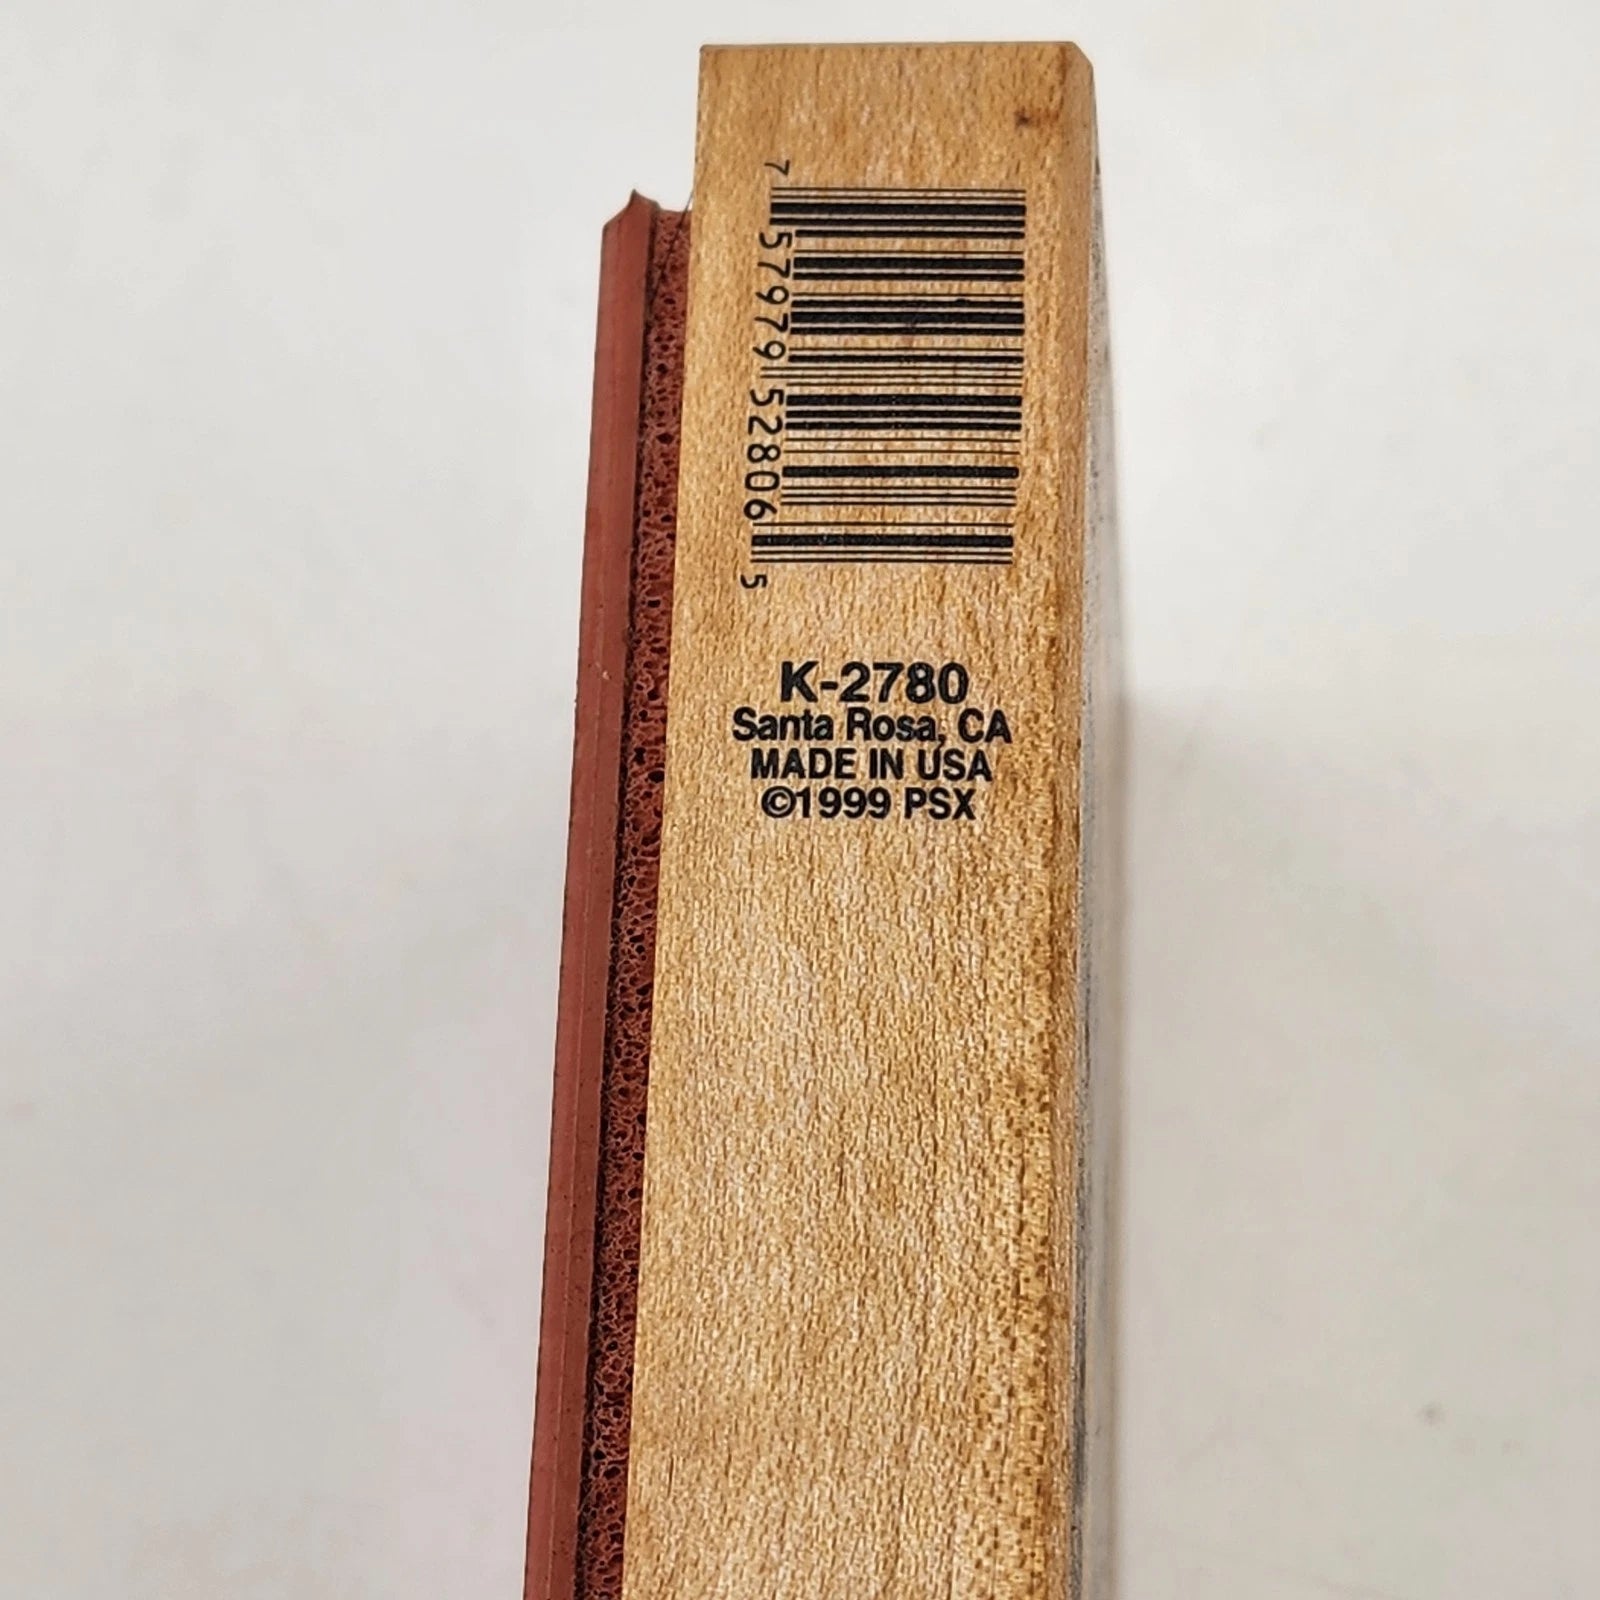 7 57979 52806 5
K-2780
Santa Rosa, CA
MADE IN USA
©1999 PSX